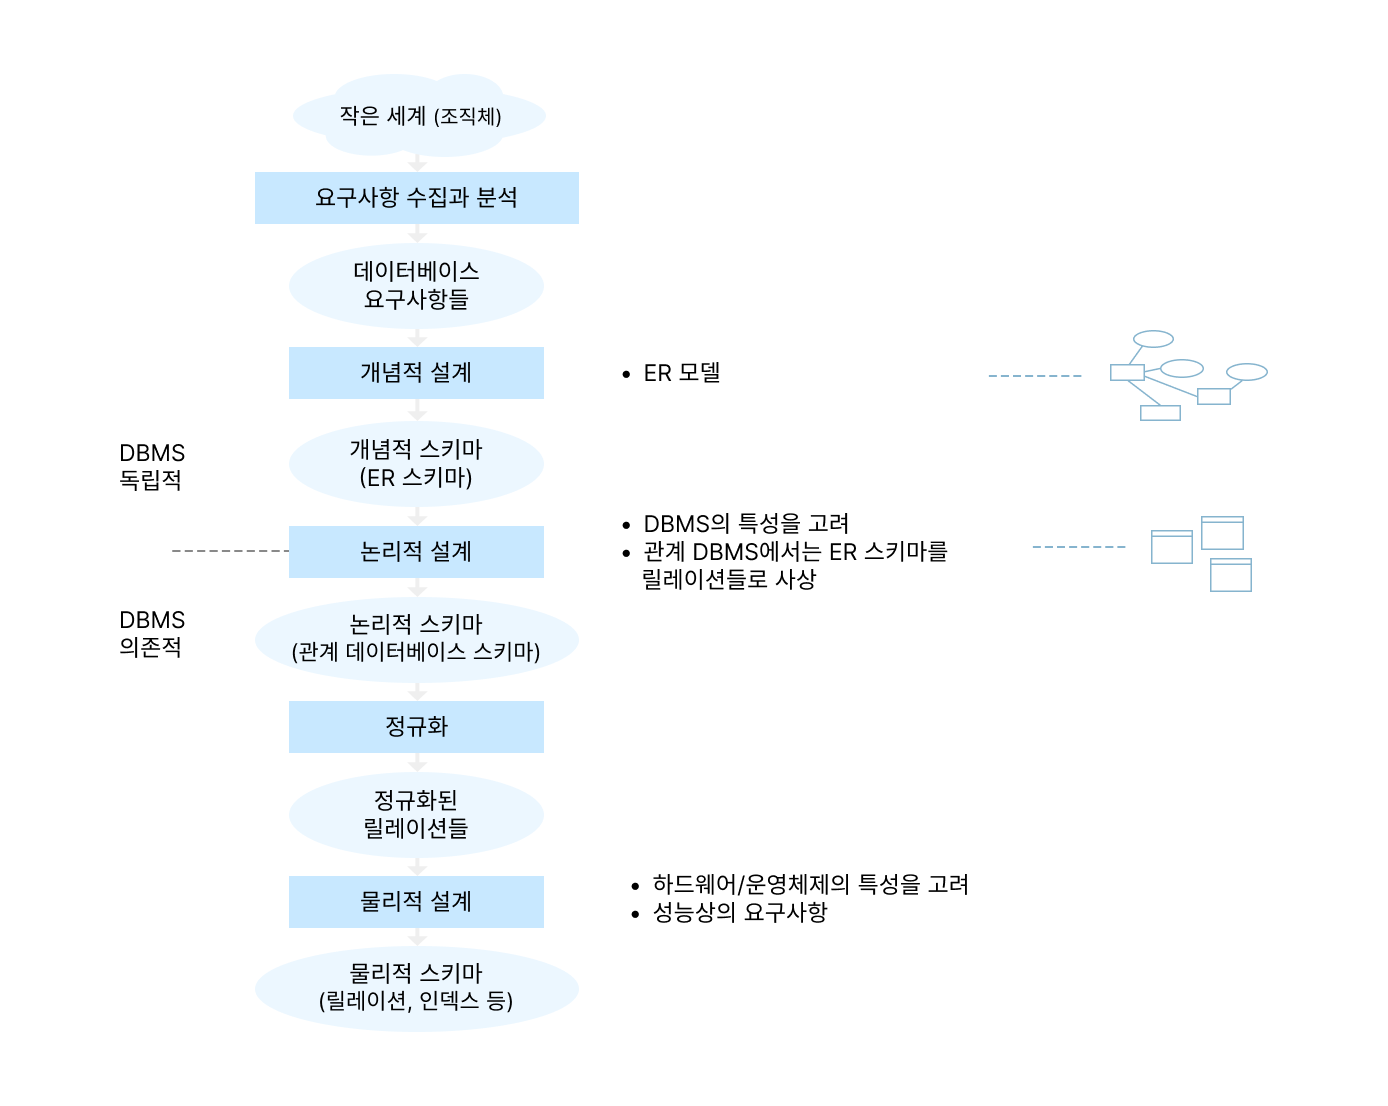 작은 세계 (조직체)
요구사항 수집과 분석
데이터베이스
요구사항들
개념적 설계
• ER 모델
개념적 스키마
(ER 스키마)
DBMS
독립적
논리적 설계
• DBMS의 특성을 고려
• 관계 DBMS에서는 ER 스키마를
릴레이션들로 사상
DBMS
의존적
논리적 스키마
(관계 데이터베이스 스키마)
정규화
정규화된
릴레이션들
물리적 설계
• 하드웨어/운영체제의 특성을 고려
• 성능상의 요구사항
물리적 스키마
(릴레이션, 인덱스 등)